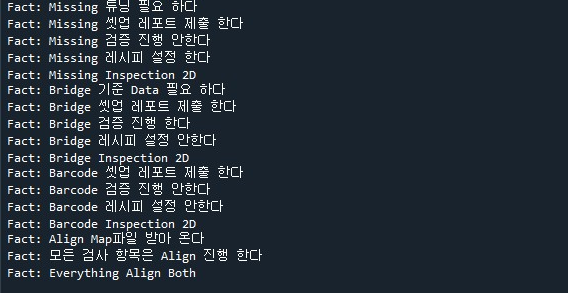 Fact: Missing 튜닝 필요 하다
Fact: Missing 셋업 레포트 제출 한다
Fact: Missing 검증 진행 안한다
Fact: Missing 레시피 설정 한다
Fact: Missing Inspection 2D
Fact: Bridge 기준 Data 필요 하다
Fact: Bridge 셋업 레포트 제출 한다
Fact: Bridge 검증 진행 한다
Fact: Bridge 레시피 설정 안한다
Fact: Bridge Inspection 2D
Fact: Barcode 셋업 레포트 제출 한다
Fact: Barcode 검증 진행 안한다
Fact: Barcode 레시피 설정 안한다
Fact: Barcode Inspection 2D
Fact: Align Map파일 받아 온다
Fact: 모든 검사 항목은 Align 진행 한다
Fact: Everything Align Both